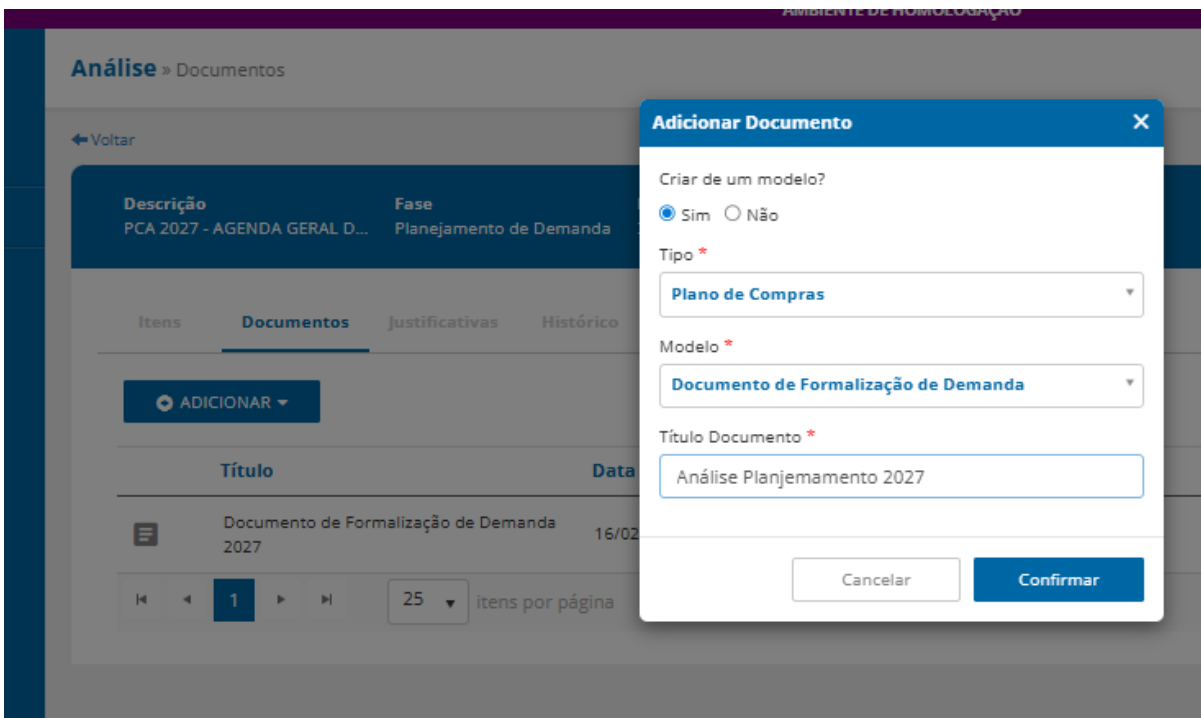 AMBIENTE DE HOMOLOGAÇÃO
Análise » Documentos
Voltar
Descrição
PCA 2027 - AGENDA GERAL D...
Fase
Planejamento de Demanda
Itens
Documentos
Justificativas
Histórico
ADICIONAR
Título
Data
Documento de Formalização de Demanda
2027
16/02
1
25
itens por página
Adicionar Documento
Criar de um modelo?
Sim
Não
Tipo *
Plano de Compras
Modelo *
Documento de Formalização de Demanda
Título Documento *
Análise Planjemamento 2027
Cancelar
Confirmar